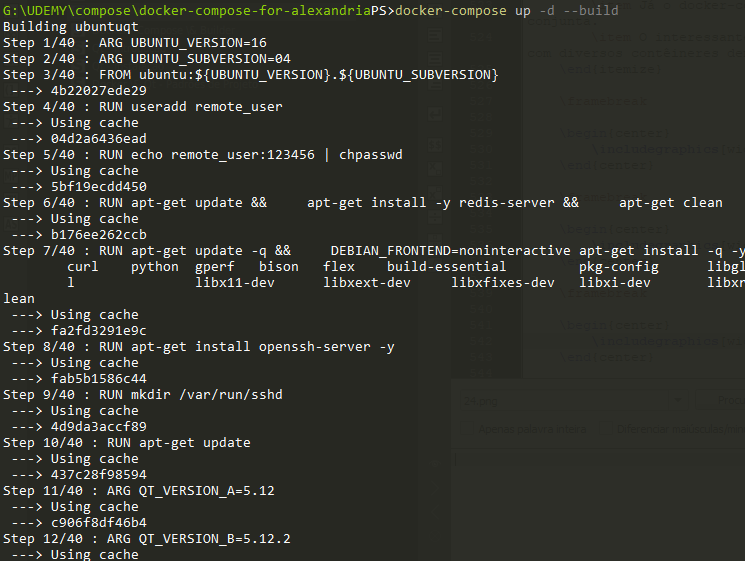 G:\UDEMY\compose\docker-compose-for-alexandriaPS>docker-compose up -d --build
Building ubuntuqt
Step 1/40 : ARG UBUNTU_VERSION=16
Step 2/40 : ARG UBUNTU_SUBVERSION=04
Step 3/40 : FROM ubuntu:${UBUNTU_VERSION}.${UBUNTU_SUBVERSION}
 ---> 4b22027ede29
Step 4/40 : RUN useradd remote_user
 ---> Using cache
 ---> 04d2a6436ead
Step 5/40 : RUN echo remote_user:123456 | chpasswd
 ---> Using cache
 ---> 5bf19ecdd450
Step 6/40 : RUN apt-get update &&     apt-get install -y redis-server &&     apt-get clean
 ---> Using cache
 ---> b176ee262ccb
Step 7/40 : RUN apt-get update -q &&     DEBIAN_FRONTEND=noninteractive apt-get install -q -y
        curl    python  gperf   bison   flex    build-essential         pkg-config      libgl
        l               libx11-dev      libxext-dev     libxfixes-dev   libxi-dev       libxr
lean
 ---> Using cache
 ---> fa2fd3291e9c
Step 8/40 : RUN apt-get install openssh-server -y
 ---> Using cache
 ---> fab5b1586c44
Step 9/40 : RUN mkdir /var/run/sshd
 ---> Using cache
 ---> 4d9da3accf89
Step 10/40 : RUN apt-get update
 ---> Using cache
 ---> 437c28f98594
Step 11/40 : ARG QT_VERSION_A=5.12
 ---> Using cache
 ---> c906f8df46b4
Step 12/40 : ARG QT_VERSION_B=5.12.2
 ---> Using cache